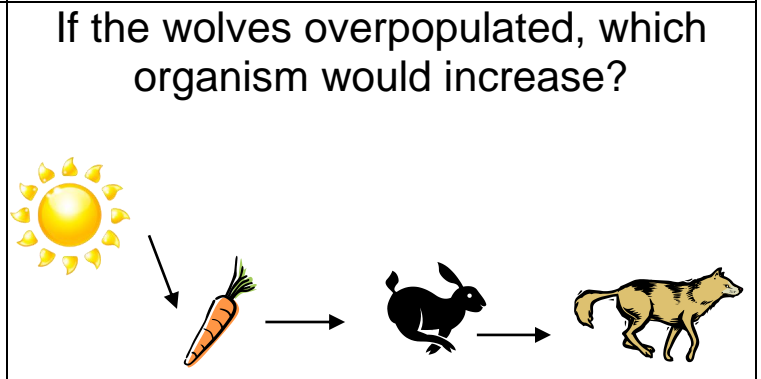 If the wolves overpopulated, which
organism would increase?